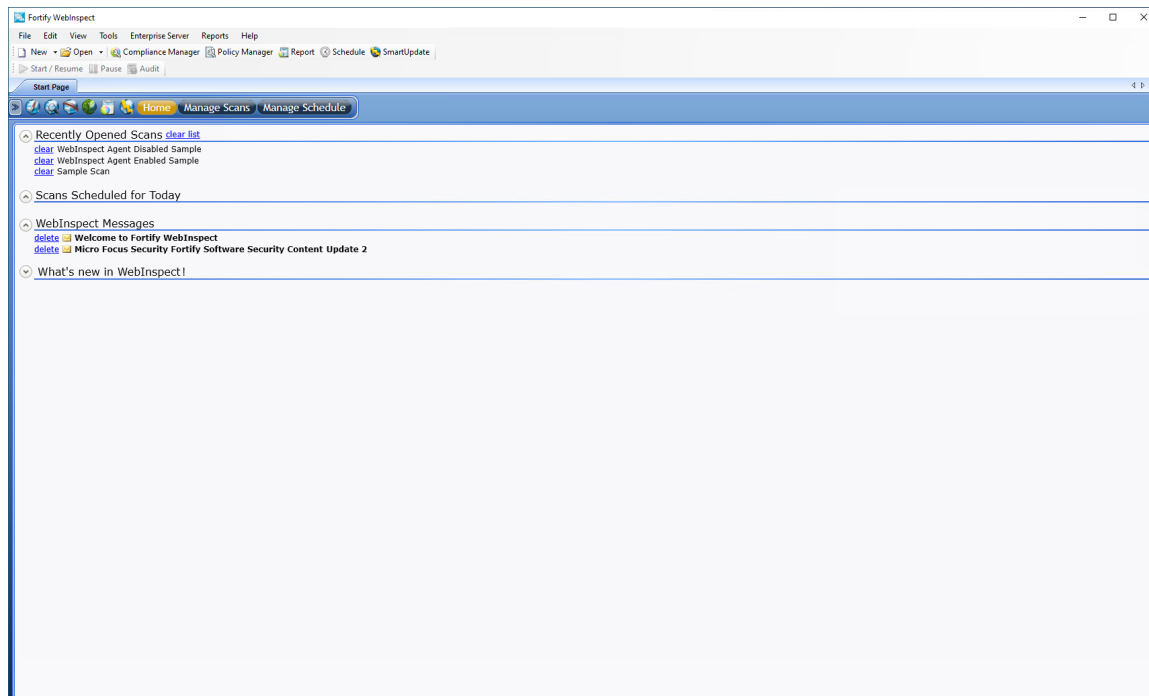 Fortify WebInspect
File Edit View Tools Enterprise Server Reports Help
New Open Compliance Manager Policy Manager Report Schedule SmartUpdate
Start / Resume Pause Audit
Start Page
Home Manage Scans Manage Schedule
Recently Opened Scans clear list
clear WebInspect Agent Disabled Sample
clear WebInspect Agent Enabled Sample
clear Sample Scan
Scans Scheduled for Today
WebInspect Messages
delete Welcome to Fortify WebInspect
delete Micro Focus Security Fortify Software Security Content Update 2
What's new in WebInspect!